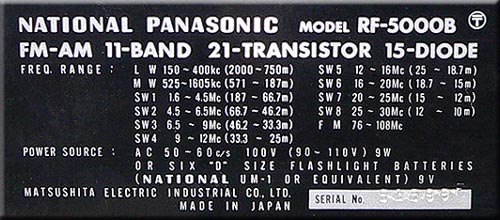 NATIONAL PANASONIC MODEL RF-5000B
FM-AM 11-BAND 21-TRANSISTOR 15-DIODE
FREQ. RANGE : L W 150~400kc (2000~750m) SW 5 12 ~ 16Mc (25 ~ 18.7m)
M W 525~1605kc (571 ~ 187m) SW 6 16 ~ 20Mc (18.7~ 15m)
SW 1 1.6 ~ 4.5Mc (187 ~ 66.7m) SW 7 20 ~ 25Mc (15 ~ 12m)
SW 2 4.5 ~ 6.5Mc (66.7~ 46.2m) SW 8 25 ~ 30Mc (12 ~ 10m)
SW 3 6.5 ~ 9Mc (46.2~ 33.3m) F M 76~108Mc
SW 4 9 ~ 12Mc (33.3~ 25m)
POWER SOURCE : AC 50~60c/s 100V (90~110V) 9W
OR SIX "D" SIZE FLASHLIGHT BATTERIES
(NATIONAL UM-1 OR EQUIVALENT) 9V
MATSUSHITA ELECTRIC INDUSTRIAL CO., LTD.
MADE IN JAPAN
SERIAL No.